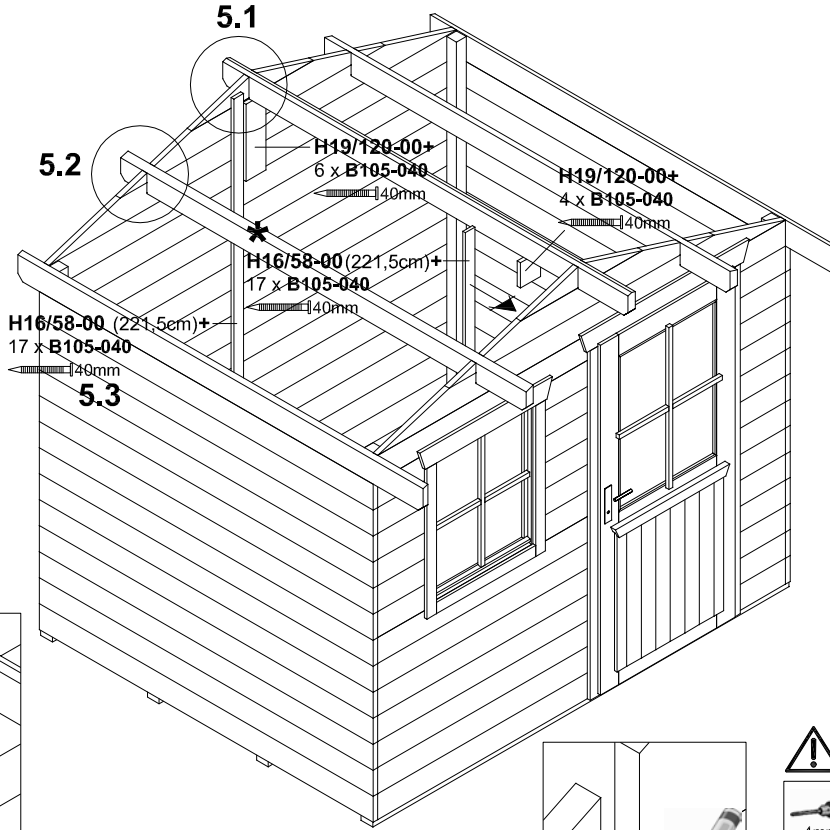 5.1
H19/120-00+
6 x B105-040
40mm
5.2
H19/120-00+
4 x B105-040
40mm
*
H16/58-00 (221,5cm)+
17 x B105-040
40mm
H16/58-00 (221,5cm)+
17 x B105-040
40mm
5.3